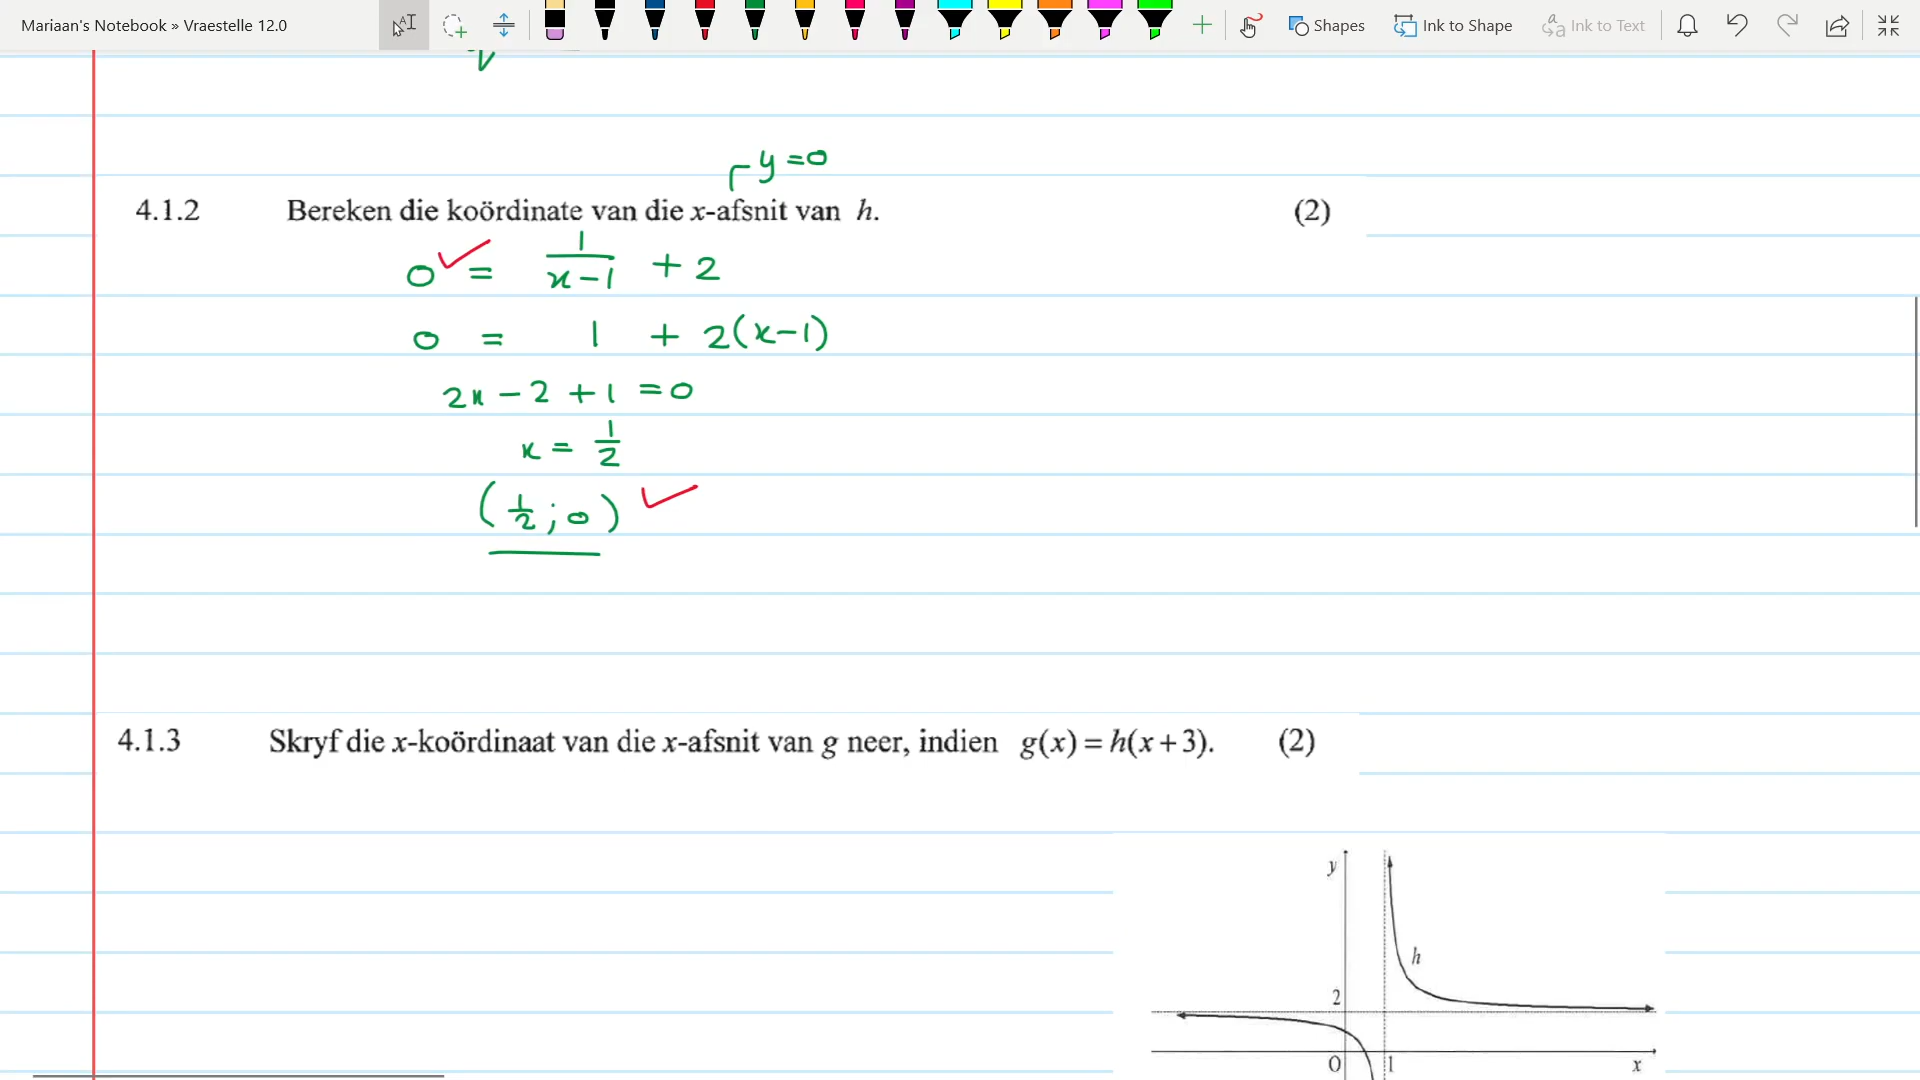 Mariaan's Notebook » Vraestelle 12.0
Shapes
Ink to Shape
Ink to Text
y = 0
4.1.2 Bereken die koördinate van die x-afsnit van h. (2)
0 = 1/(x-1) + 2
0 = 1 + 2(x-1)
2x - 2 + 1 = 0
x = 1/2
(1/2 ; 0)
4.1.3 Skryf die x-koördinaat van die x-afsnit van g neer, indien g(x) = h(x+3). (2)
y
h
2
O 1 x